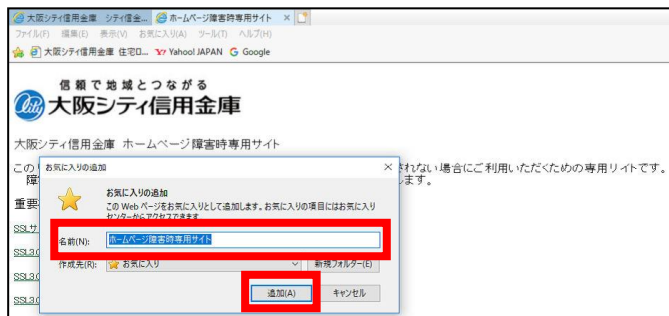 大阪シティ信用金庫 シティ信金...
ホームページ障害時専用サイト ×
ファイル(F) 編集(E) 表示(V) お気に入り(A) ツール(T) ヘルプ(H)
大阪シティ信用金庫 住宅ロ... Yahoo! JAPAN Google
信頼で地域とつながる
City 大阪シティ信用金庫
大阪シティ信用金庫 ホームページ障害時専用サイト
この
されない場合にご利用いただくための専用サイトです。
障
ます。
重要
SSLサ
SSL3.0
SSL3.0
SSL3.0
お気に入りの追加 ×
お気に入りの追加
この Web ページをお気に入りとして追加します。お気に入りの項目にはお気に入り
センターからアクセスできます。
名前(N): ホームページ障害時専用サイト
作成先(R): お気に入り 新規フォルダー(E)
追加(A) キャンセル